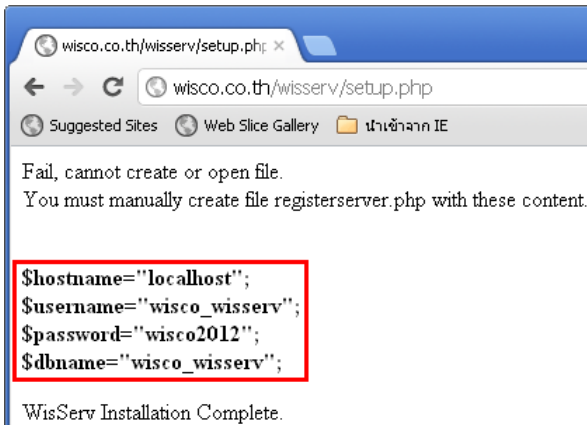 wisco.co.th/wisserv/setup.php
wisco.co.th/wisserv/setup.php
Suggested Sites Web Slice Gallery นำเข้าจาก IE
Fail, cannot create or open file.
You must manually create file registerserver.php with these content.
$hostname="localhost";
$username="wisco_wisserv";
$password="wisco2012";
$dbname="wisco_wisserv";
WisServ Installation Complete.